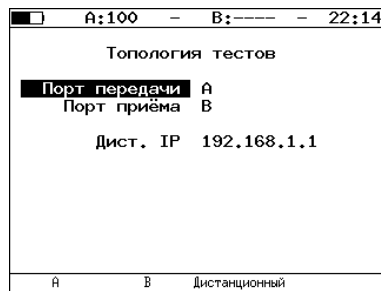 A:100 – B:---- – 22:14
Топология тестов
Порт передачи A
Порт приёма B
Дист. IP 192.168.1.1
A B Дистанционный